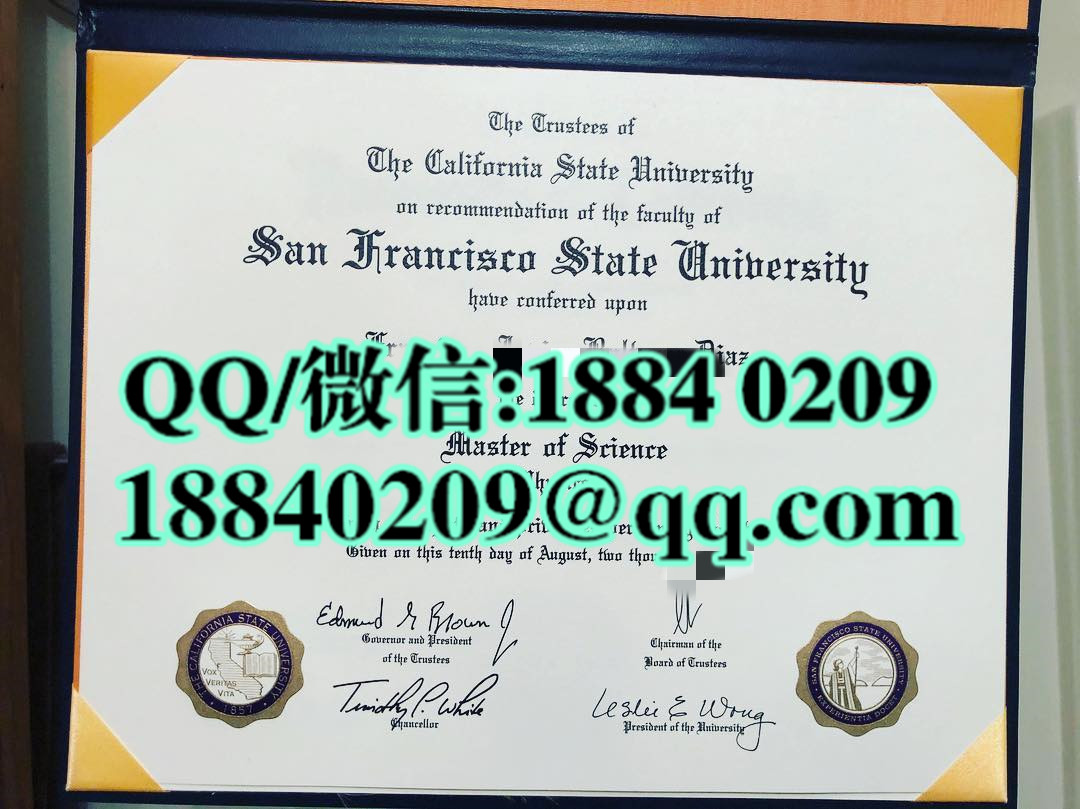 The Trustees of
The California State University
on recommendation of the faculty of
San Francisco State University
have conferred upon
Diaz
QQ/微信:1884 0209
Master of Science
18840209@qq.com
Given on this tenth day of August, two
Edmund G Brown Jr
Governor and President
of the Trustees
Chairman of the
Board of Trustees
Timothy P. White
Chancellor
Leslie E Wong
President of the University
THE CALIFORNIA STATE UNIVERSITY
VOX
VERITAS
VITA
1857
SAN FRANCISCO STATE UNIVERSITY
EXPERIENTIA DOCET